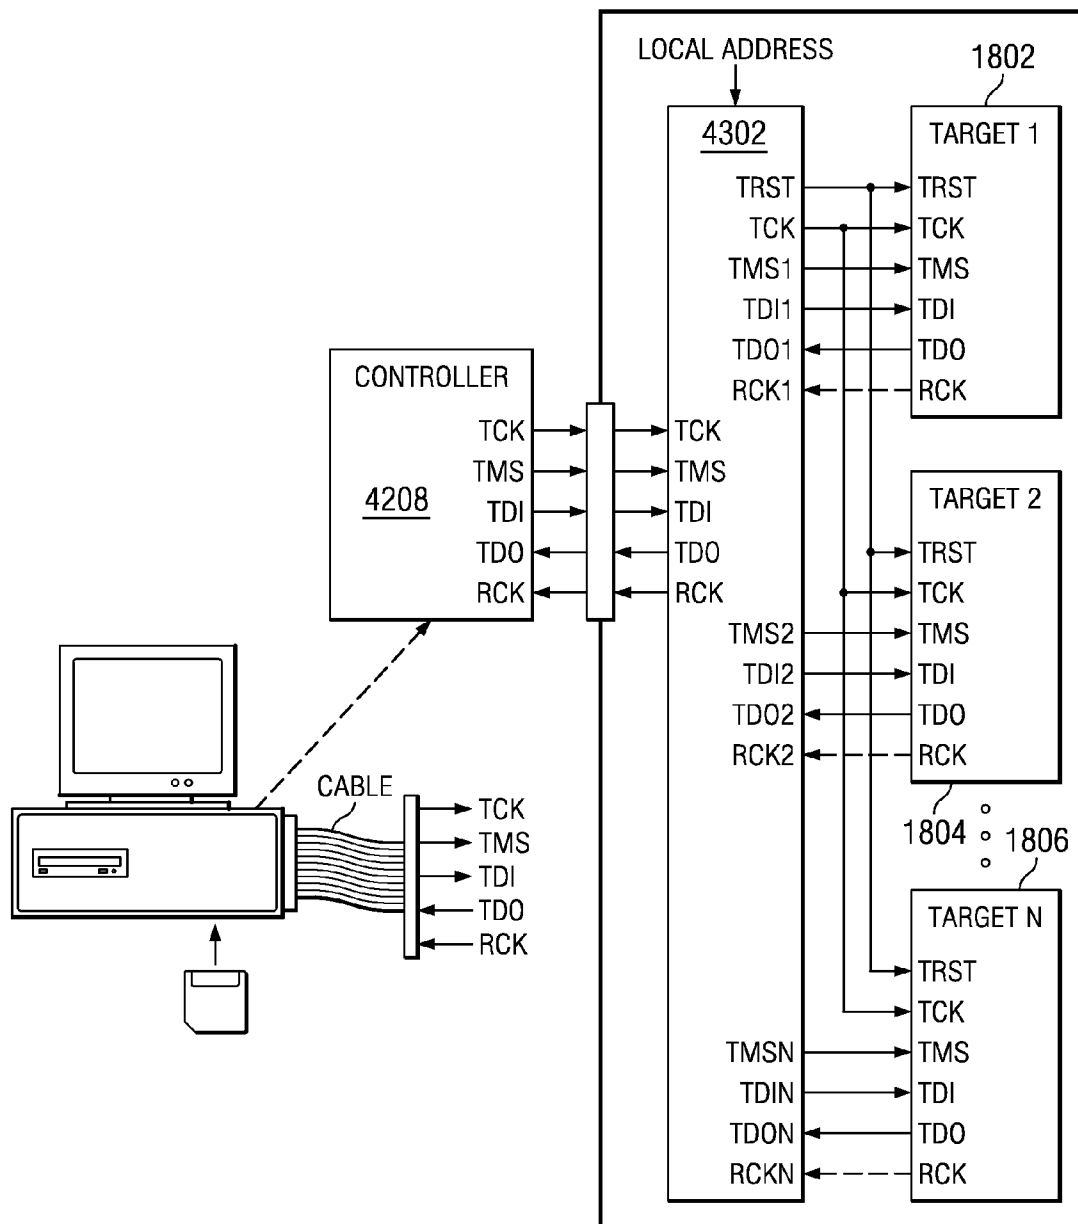 LOCAL ADDRESS
4302
TRST
TCK
TMS1
TDI1
TDO1
RCK1
TCK
TMS
TDI
TDO
RCK
TMS2
TDI2
TDO2
RCK2
TMSN
TDIN
TDON
RCKN
1802
TARGET 1
TRST
TCK
TMS
TDI
TDO
RCK
TARGET 2
TRST
TCK
TMS
TDI
TDO
RCK
1804
1806
TARGET N
TRST
TCK
TMS
TDI
TDO
RCK
CONTROLLER
TCK
TMS
4208
TDI
TDO
RCK
CABLE
TCK
TMS
TDI
TDO
RCK